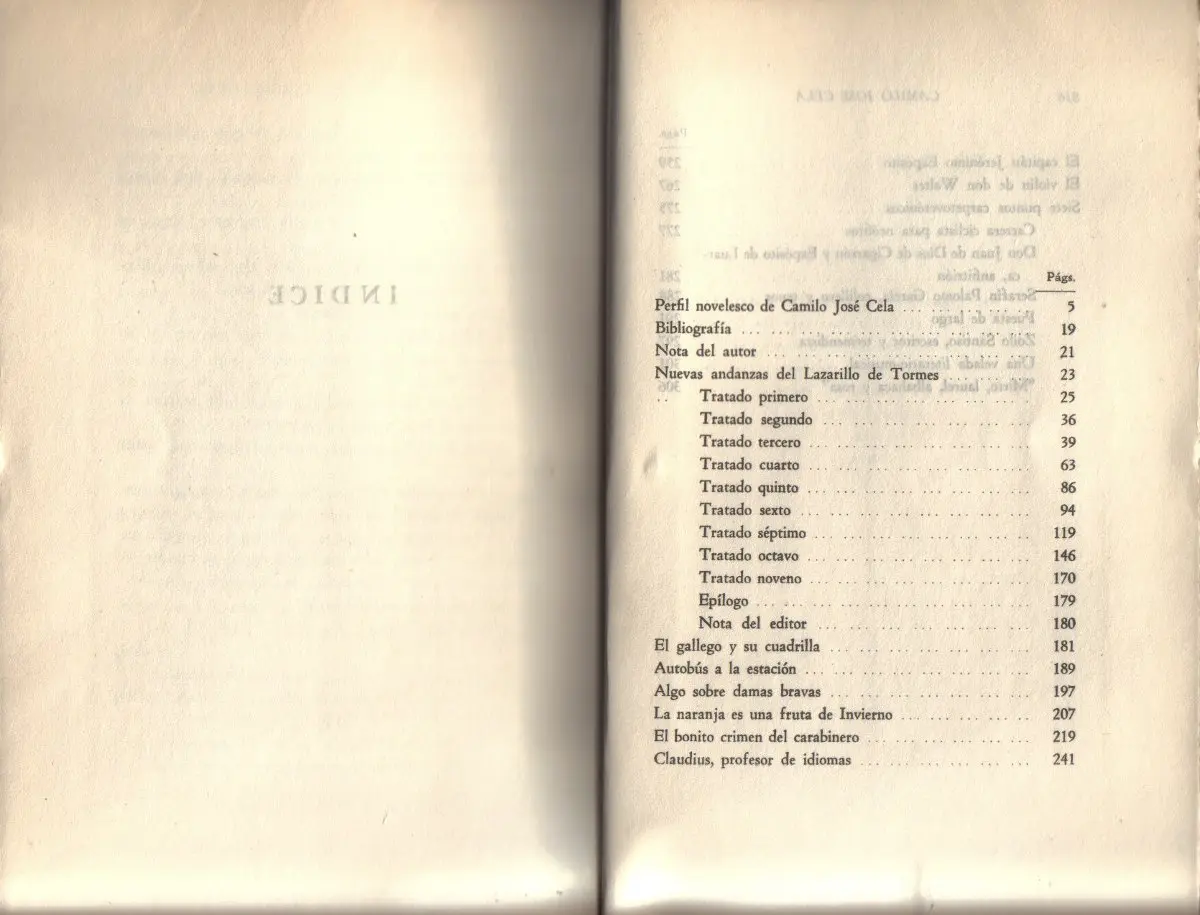 INDICE
Págs.
Perfil novelesco de Camilo José Cela ... 5
Bibliografía ... 19
Nota del autor ... 21
Nuevas andanzas del Lazarillo de Tormes ... 23
Tratado primero ... 25
Tratado segundo ... 36
Tratado tercero ... 39
Tratado cuarto ... 63
Tratado quinto ... 86
Tratado sexto ... 94
Tratado séptimo ... 119
Tratado octavo ... 146
Tratado noveno ... 170
Epílogo ... 179
Nota del editor ... 180
El gallego y su cuadrilla ... 181
Autobús a la estación ... 189
Algo sobre damas bravas ... 197
La naranja es una fruta de Invierno ... 207
El bonito crimen del carabinero ... 219
Claudius, profesor de idiomas ... 241